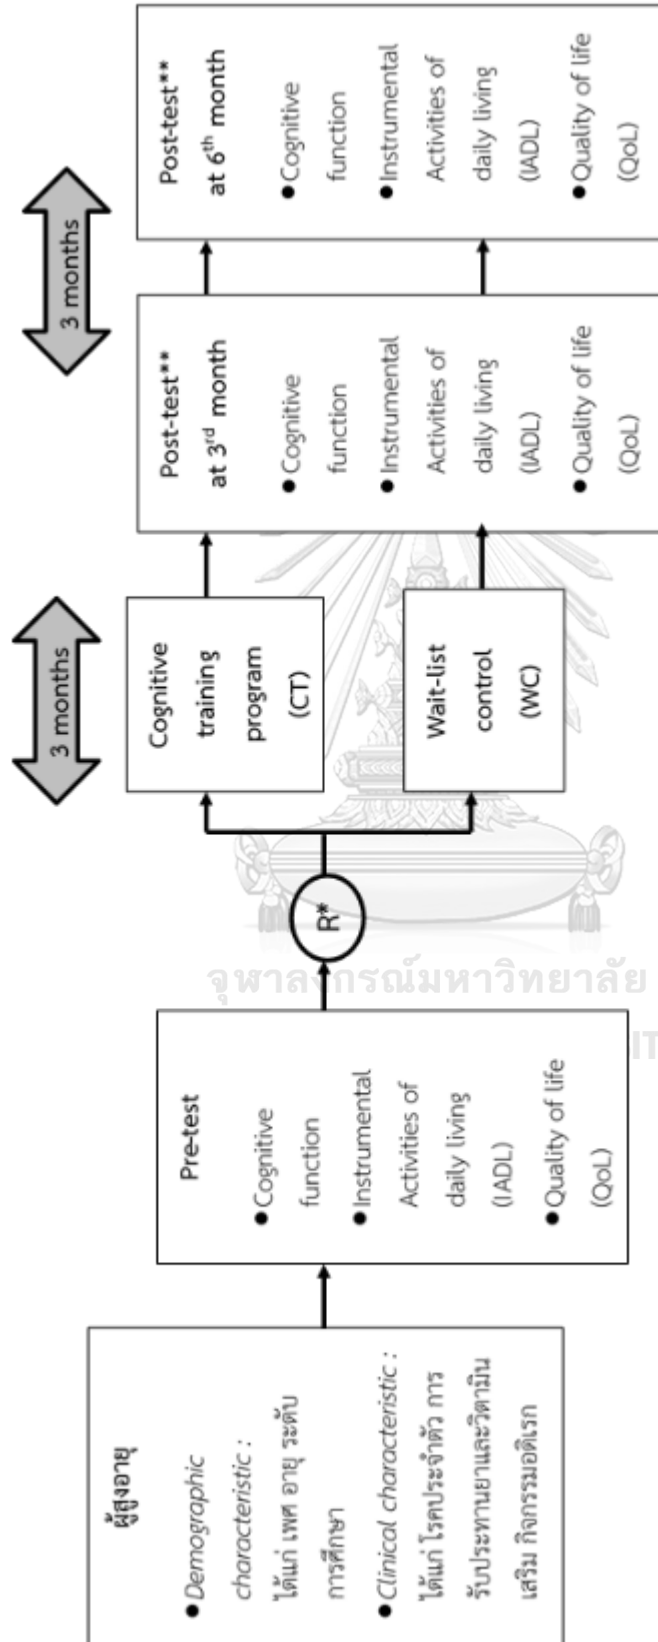 ผู้สูงอายุ
●Demographic
characteristic :
ได้แก่ เพศ อายุ ระดับ
การศึกษา
●Clinical characteristic :
ได้แก่ โรคประจำตัว การ
รับประทานยาและวิตามิน
เสริม กิจกรรมอดิเรก
Pre-test
●Cognitive
function
●Instrumental
Activities of
daily living
(IADL)
●Quality of life
(QoL)
R*
3 months
Cognitive
training
program
(CT)
Wait-list
control
(WC)
Post-test**
at 3rd month
●Cognitive
function
●Instrumental
Activities of
daily living
(IADL)
●Quality of life
(QoL)
3 months
Post-test**
at 6th month
●Cognitive
function
●Instrumental
Activities of
daily living
(IADL)
●Quality of life
(QoL)
จุฬาลงกรณ์มหาวิทยาลัย
IT